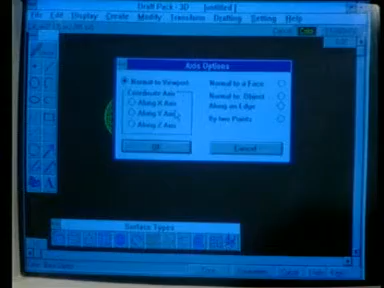 Draft Pack - 3D [untitled]
File Edit Display Create Modify Transform Drafting Setting Help
Axis Options
Normal to Viewport
Normal to a Face
Coordinate Axis
Normal to Object
Along X Axis
Along an Edge
Along Y Axis
By two Points
Along Z Axis
OK
Cancel
Surface Types